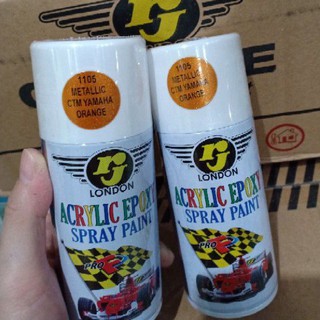 1105
METALLIC
CTM YAMAHA
ORANGE
rj
LONDON
ACRYLIC EPOXY
SPRAY PAINT
PRO
1105
METALLIC
CTM YAMAHA
ORANGE
rj
LONDON
ACRYLIC EPOXY
SPRAY PAINT
PRO